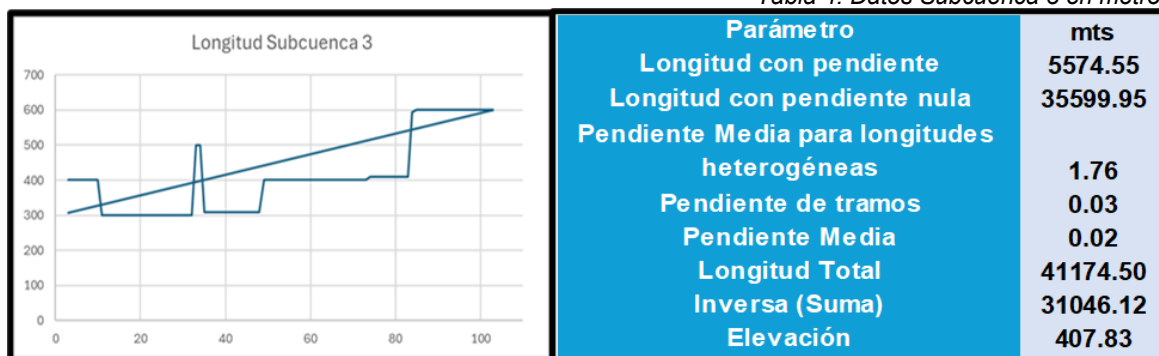 Longitud Subcuenca 3
700
600
500
400
300
200
100
0
0 20 40 60 80 100
Parámetro mts
Longitud con pendiente 5574.55
Longitud con pendiente nula 35599.95
Pendiente Media para longitudes
heterogéneas 1.76
Pendiente de tramos 0.03
Pendiente Media 0.02
Longitud Total 41174.50
Inversa (Suma) 31046.12
Elevación 407.83